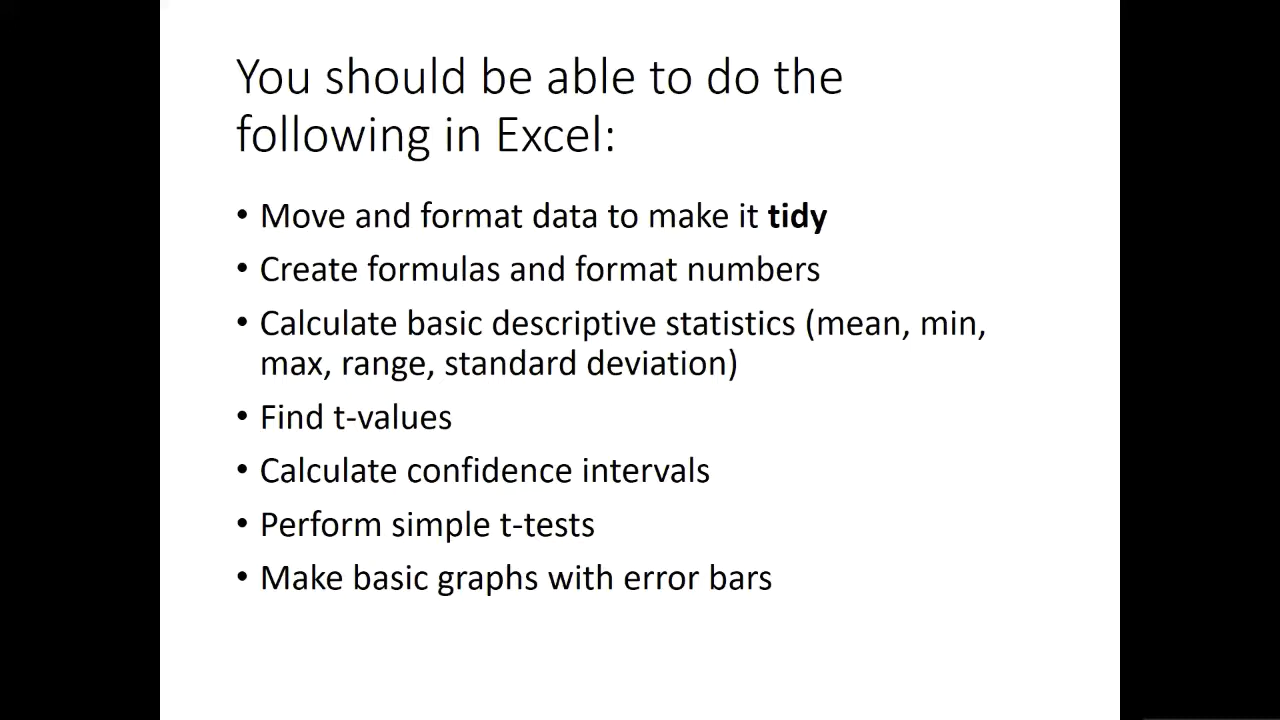 You should be able to do the
following in Excel:
• Move and format data to make it tidy
• Create formulas and format numbers
• Calculate basic descriptive statistics (mean, min,
max, range, standard deviation)
• Find t-values
• Calculate confidence intervals
• Perform simple t-tests
• Make basic graphs with error bars